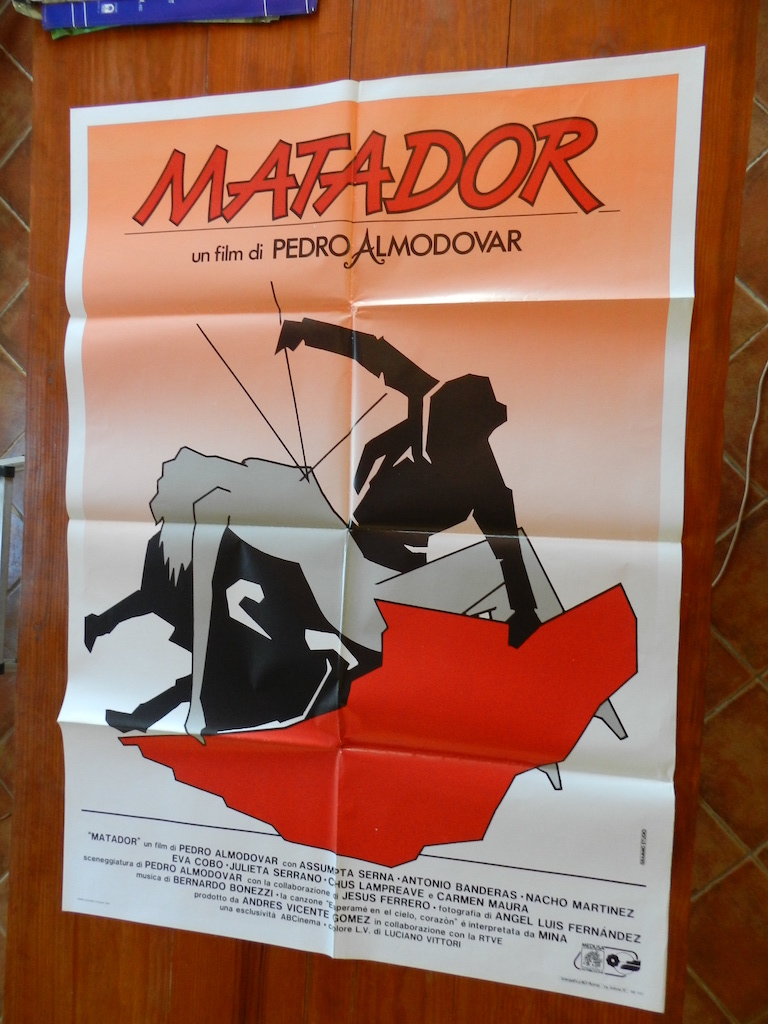 MATADOR
un film di PEDRO ALMODOVAR
"MATADOR" un film di PEDRO ALMODOVAR con ASSUMPTA SERNA · ANTONIO BANDERAS · NACHO MARTINEZ
EVA COBO · JULIETA SERRANO · CHUS LAMPREAVE e CARMEN MAURA
sceneggiatura di PEDRO ALMODOVAR con la collaborazione di JESUS FERRERO · fotografia di ANGEL LUIS FERNÁNDEZ
musica di BERNARDO BONEZZI · la canzone "Esperamé en el cielo, corazón" é interpretata da MINA
prodotto da ANDRES VICENTE GOMEZ in collaborazione con la RTVE
una esclusività ABCinema · colore L.V. di LUCIANO VITTORI
MEDUSA